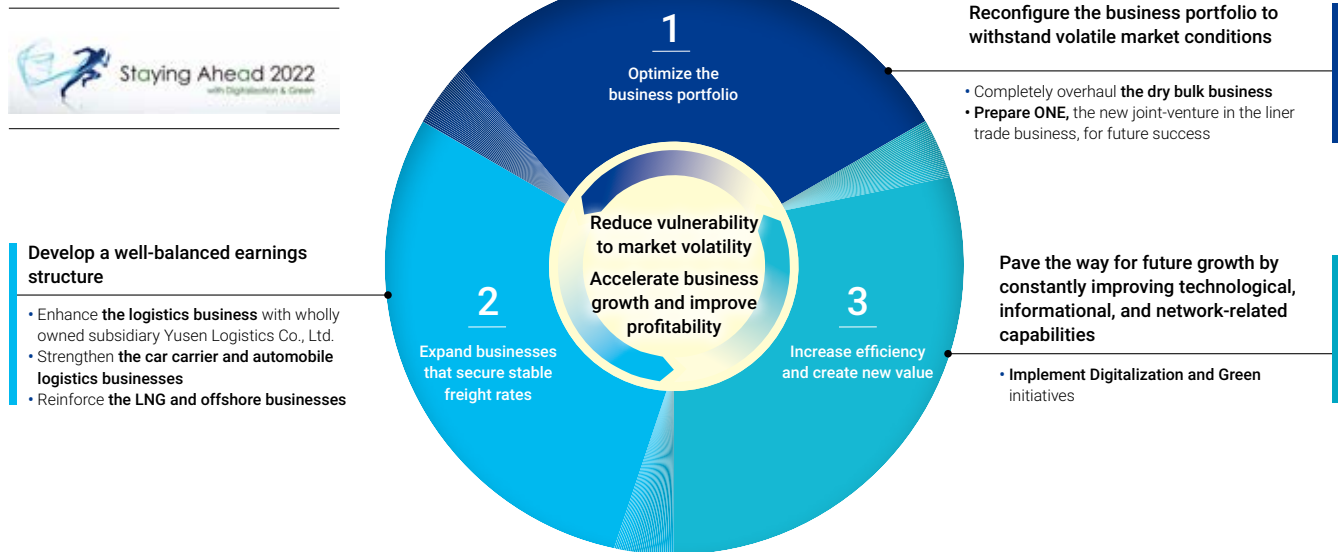 Staying Ahead 2022
with Digitalization & Green
1
Optimize the
business portfolio
Reconfigure the business portfolio to
withstand volatile market conditions
• Completely overhaul the dry bulk business
• Prepare ONE, the new joint-venture in the liner
trade business, for future success
Develop a well-balanced earnings
structure
• Enhance the logistics business with wholly
owned subsidiary Yusen Logistics Co., Ltd.
• Strengthen the car carrier and automobile
logistics businesses
• Reinforce the LNG and offshore businesses
2
Expand businesses
that secure stable
freight rates
Reduce vulnerability
to market volatility
Accelerate business
growth and improve
profitability
3
Increase efficiency
and create new value
Pave the way for future growth by
constantly improving technological,
informational, and network-related
capabilities
• Implement Digitalization and Green
initiatives